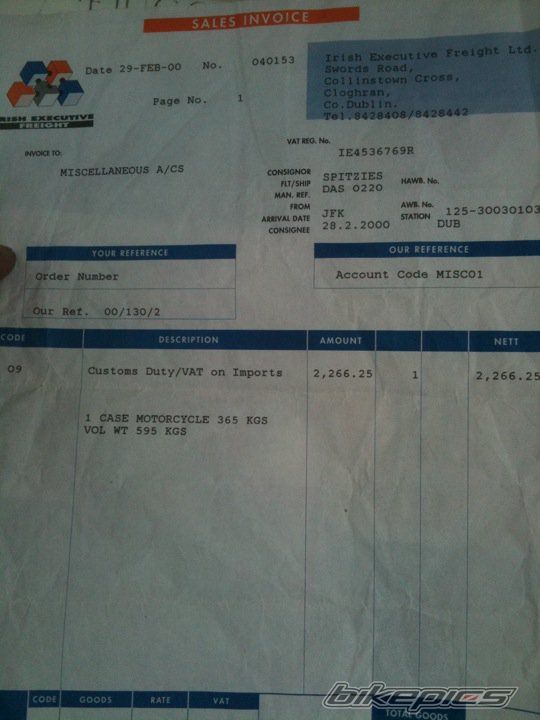 SALES INVOICE
Date 29-FEB-00 No. 040153
Page No. 1
IRISH EXECUTIVE
FREIGHT
Irish Executive Freight Ltd.
Swords Road,
Collinstown Cross,
Cloghran,
Co.Dublin.
Tel.8428408/8428442
VAT REG. No.
IE4536769R
INVOICE TO:
MISCELLANEOUS A/CS
CONSIGNOR SPITZIES
FLT/SHIP DAS 0220 HAWB. No.
MAN. REF.
FROM JFK AWB. No. 125-30030103
ARRIVAL DATE 28.2.2000 STATION DUB
CONSIGNEE
YOUR REFERENCE
Order Number
Our Ref. 00/130/2
OUR REFERENCE
Account Code MISC01
CODE DESCRIPTION AMOUNT NETT
09 Customs Duty/VAT on Imports 2,266.25 1 2,266.25
1 CASE MOTORCYCLE 365 KGS
VOL WT 595 KGS
CODE GOODS RATE VAT
TOTAL GOODS
bikepics